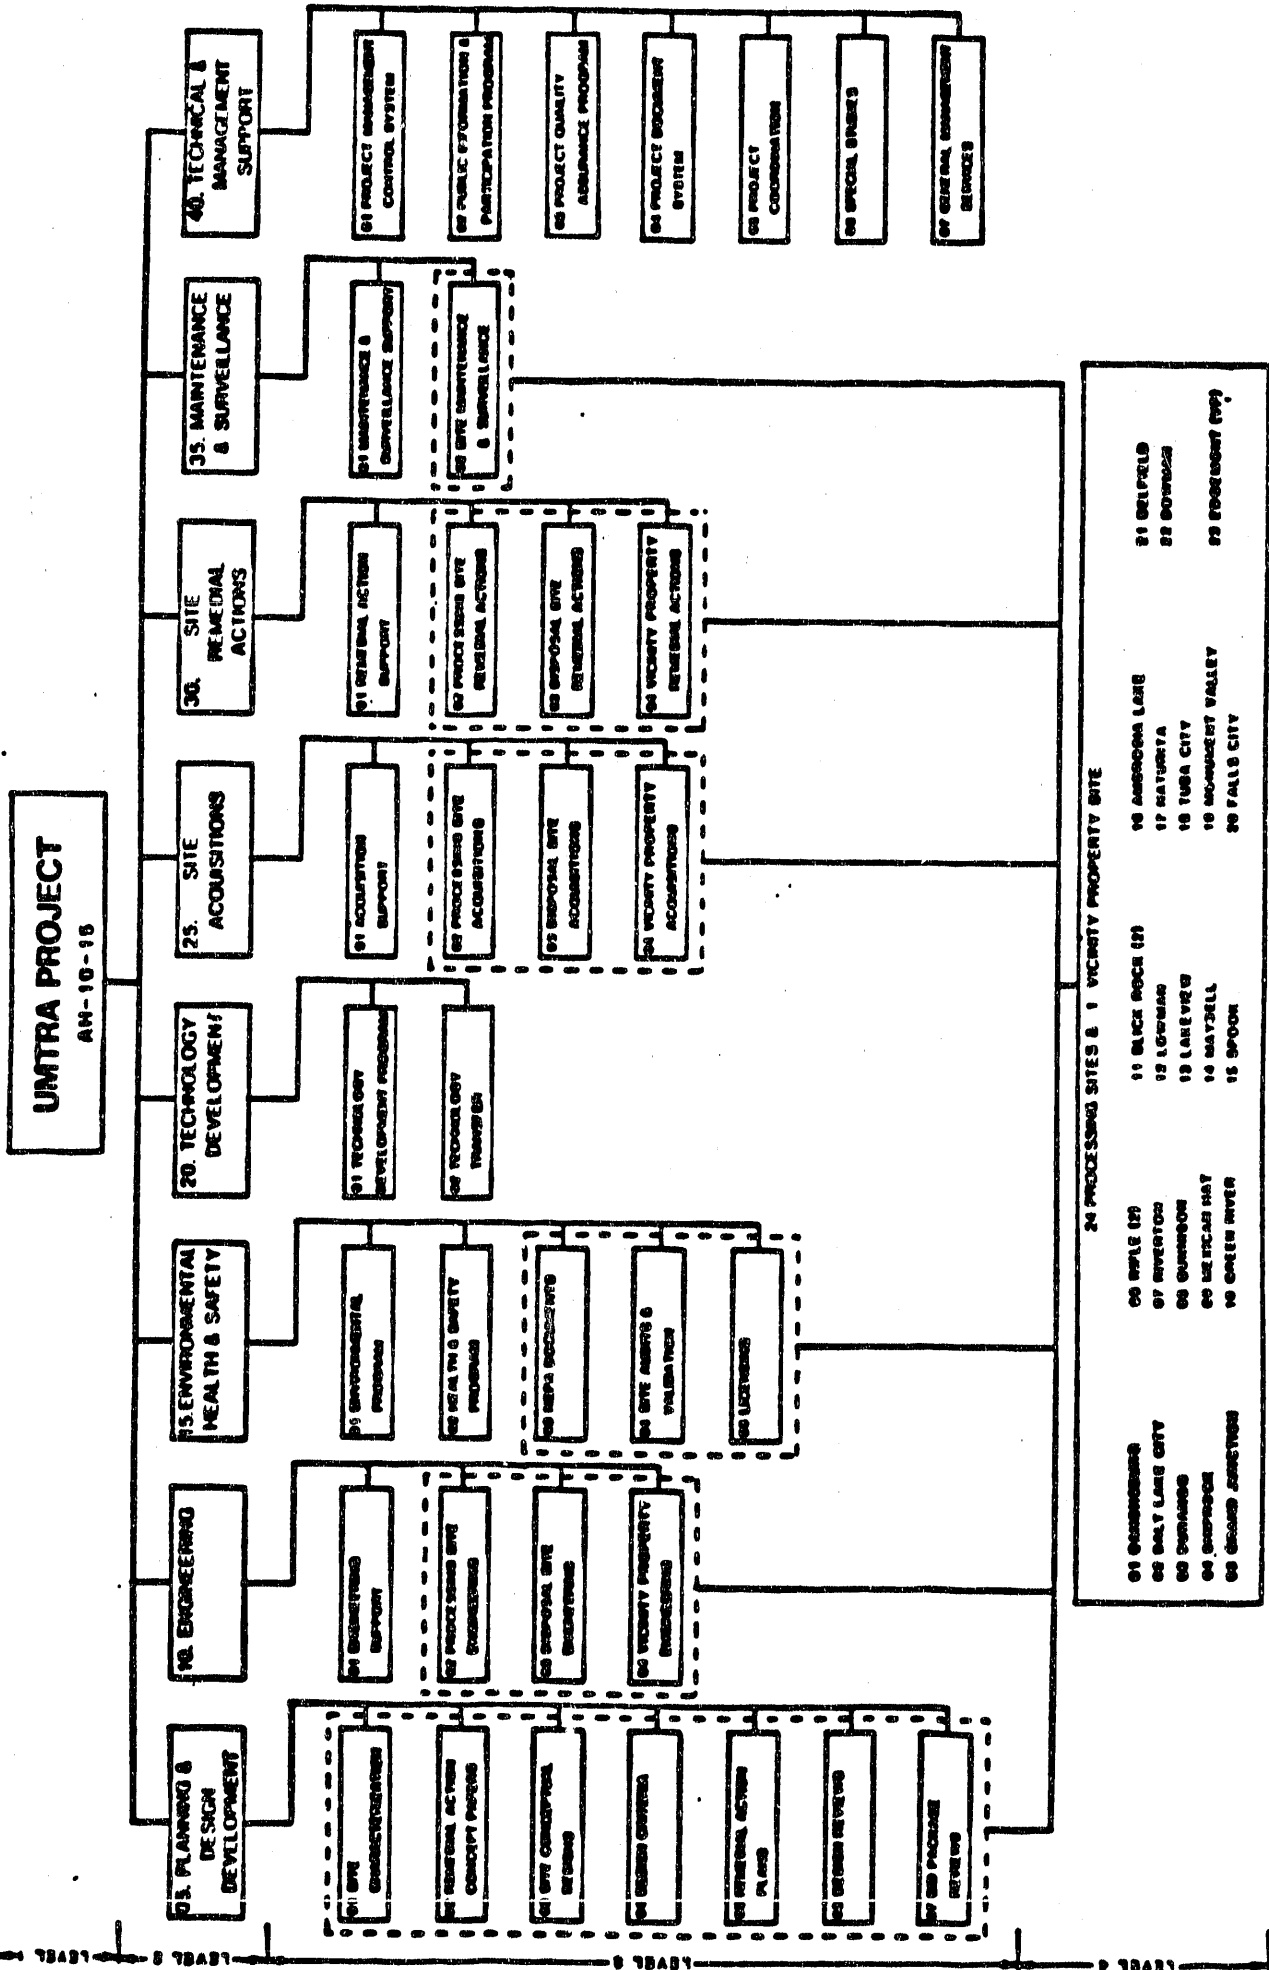 UMTRA PROJECT
AH-10-15
05. PLANNING &
DESIGN
DEVELOPMENT
01 SITE
CHARACTERIZATION
02 REMEDIAL ACTION
CONCEPT PAPERS
03 SITE CONCEPTUAL
DESIGNS
04 DESIGN CRITERIA
05 REMEDIAL ACTION
PLANS
06 DESIGN REVIEWS
07 BID PACKAGE
REVIEWS
10. ENGINEERING
01 ENGINEERING
SUPPORT
02 PROCESSING SITE
ENGINEERING
03 DISPOSAL SITE
ENGINEERING
04 VICINITY PROPERTY
ENGINEERING
15. ENVIRONMENTAL
HEALTH & SAFETY
01 ENVIRONMENTAL
PROGRAM
02 HEALTH & SAFETY
PROGRAM
03 NEPA DOCUMENTS
04 SITE AUDITS &
VALIDATION
05 LICENSING
20. TECHNOLOGY
DEVELOPMENT
01 TECHNOLOGY
DEVELOPMENT PROGRAM
02 TECHNOLOGY
TRANSFER
25. SITE
ACQUISITIONS
01 ACQUISITION
SUPPORT
02 PROCESSING SITE
ACQUISITIONS
03 DISPOSAL SITE
ACQUISITIONS
04 VICINITY PROPERTY
ACQUISITIONS
30. SITE
REMEDIAL
ACTIONS
01 REMEDIAL ACTION
SUPPORT
02 PROCESSING SITE
REMEDIAL ACTIONS
03 DISPOSAL SITE
REMEDIAL ACTIONS
04 VICINITY PROPERTY
REMEDIAL ACTIONS
35. MAINTENANCE
& SURVEILLANCE
01 MAINTENANCE &
SURVEILLANCE SUPPORT
02 SITE MAINTENANCE
& SURVEILLANCE
40. TECHNICAL &
MANAGEMENT
SUPPORT
01 PROJECT MANAGEMENT
CONTROL SYSTEM
02 PUBLIC INFORMATION &
PARTICIPATION PROGRAM
03 PROJECT QUALITY
ASSURANCE PROGRAM
04 PROJECT DOCUMENT
SYSTEM
05 PROJECT
COORDINATION
06 SPECIAL STUDIES
07 GENERAL MANAGEMENT
SERVICES
24 PROCESSING SITES & 1 VICINITY PROPERTY SITE
01 CANONSBURG
02 SALT LAKE CITY
03 DURANGO
04 SHIPROCK
05 GRAND JUNCTION
06 RIFLE (2)
07 RIVERTON
08 GUNNISON
09 MEXICAN HAT
10 GREEN RIVER
11 SLICK ROCK (2)
12 LOWMAN
13 LAKEVIEW
14 MAYBELL
15 SPOOK
16 AMBROSIA LAKE
17 NATURITA
18 TUBA CITY
19 MONUMENT VALLEY
20 FALLS CITY
21 BELFIELD
22 BOWMAN
23 EDGEMONT (VP)
LEVEL 1
LEVEL 2
LEVEL 3
LEVEL 4